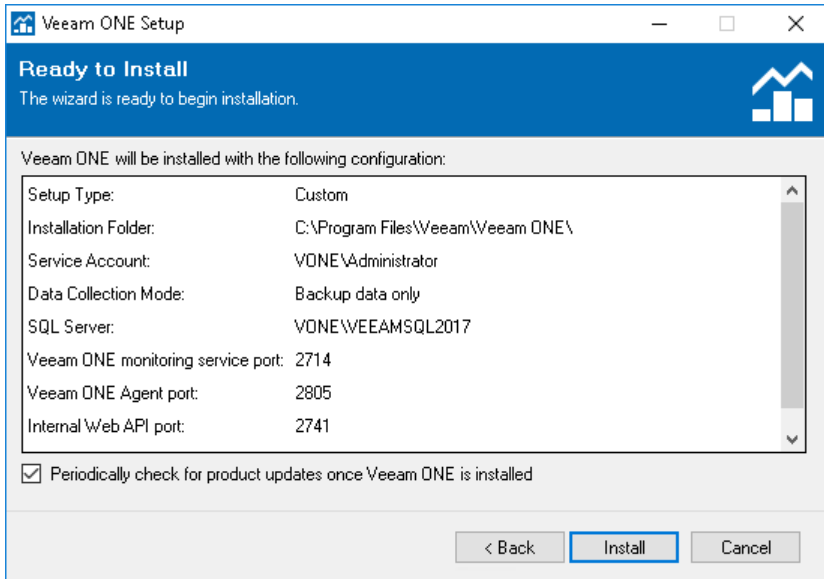 Veeam ONE Setup
Ready to Install
The wizard is ready to begin installation.
Veeam ONE will be installed with the following configuration:
Setup Type: Custom
Installation Folder: C:\Program Files\Veeam\Veeam ONE\
Service Account: VONE\Administrator
Data Collection Mode: Backup data only
SQL Server: VONE\VEEAMSQL2017
Veeam ONE monitoring service port: 2714
Veeam ONE Agent port: 2805
Internal Web API port: 2741
Periodically check for product updates once Veeam ONE is installed
< Back Install Cancel